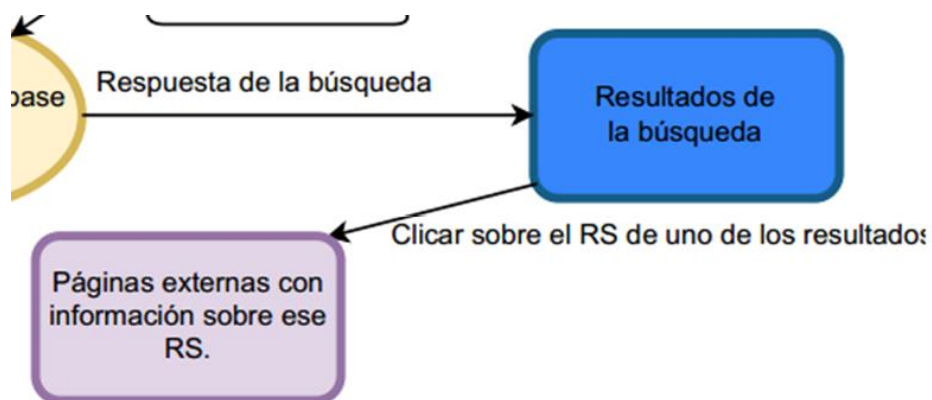 base
Respuesta de la búsqueda
Resultados de
la búsqueda
Clicar sobre el RS de uno de los resultados
Páginas externas con
información sobre ese
RS.